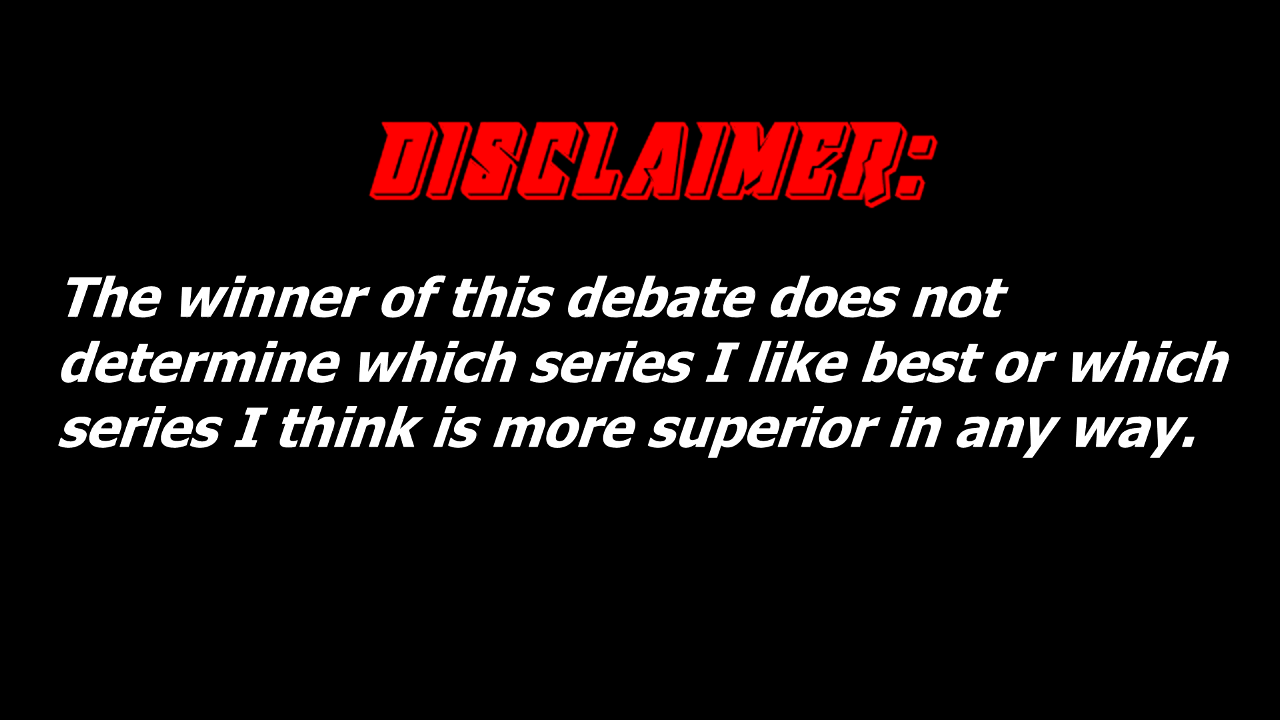 DISCLAIMER:
The winner of this debate does not
determine which series I like best or which
series I think is more superior in any way.